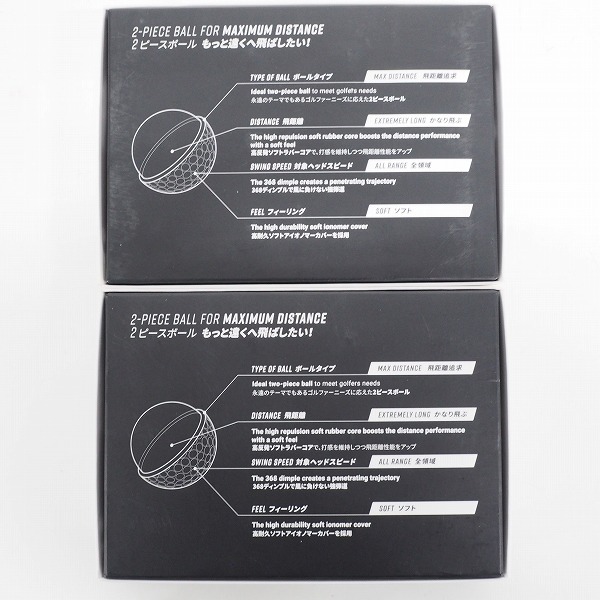 2-PIECE BALL FOR MAXIMUM DISTANCE
2ピースボール もっと遠くへ飛ばしたい!
TYPE OF BALL ボールタイプ MAX DISTANCE 飛距離追求
Ideal two-piece ball to meet golfers needs
永遠のテーマでもあるゴルファーニーズに応えた2ピースボール
DISTANCE 飛距離 EXTREMELY LONG かなり飛ぶ
The high repulsion soft rubber core boosts the distance performance
with a soft feel
高反発ソフトラバーコアで、打感を維持しつつ飛距離性能をアップ
SWING SPEED 対象ヘッドスピード ALL RANGE 全領域
The 368 dimple creates a penetrating trajectory
368ディンプルで風に負けない強弾道
FEEL フィーリング SOFT ソフト
The high durability soft ionomer cover
高耐久ソフトアイオノマーカバーを採用
2-PIECE BALL FOR MAXIMUM DISTANCE
2ピースボール もっと遠くへ飛ばしたい!
TYPE OF BALL ボールタイプ MAX DISTANCE 飛距離追求
Ideal two-piece ball to meet golfers needs
永遠のテーマでもあるゴルファーニーズに応えた2ピースボール
DISTANCE 飛距離 EXTREMELY LONG かなり飛ぶ
The high repulsion soft rubber core boosts the distance performance
with a soft feel
高反発ソフトラバーコアで、打感を維持しつつ飛距離性能をアップ
SWING SPEED 対象ヘッドスピード ALL RANGE 全領域
The 368 dimple creates a penetrating trajectory
368ディンプルで風に負けない強弾道
FEEL フィーリング SOFT ソフト
The high durability soft ionomer cover
高耐久ソフトアイオノマーカバーを採用